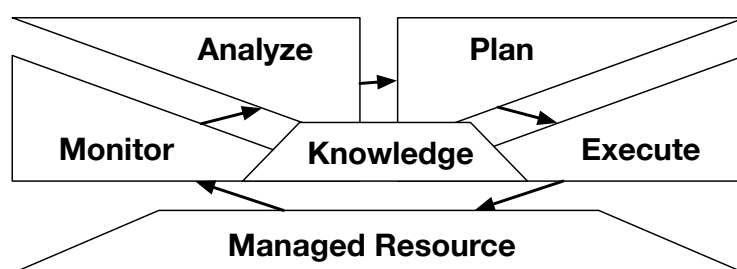 Analyze
Plan
Monitor
Knowledge
Execute
Managed Resource